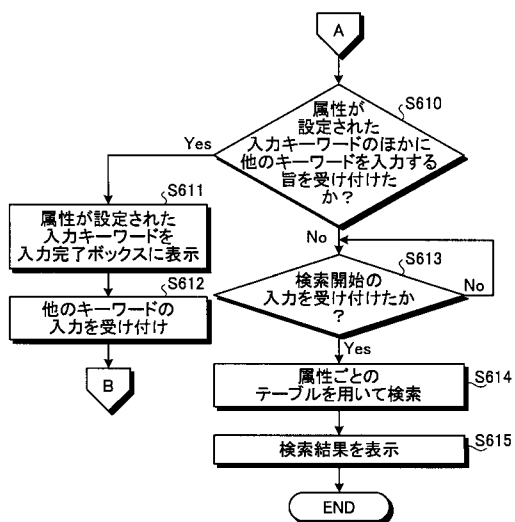 A
S610
属性が
設定された
入力キーワードのほかに
他のキーワードを入力する
旨を受け付けた
か？
Yes
S611
属性が設定された
入力キーワードを
入力完了ボックスに表示
S612
他のキーワードの
入力を受け付け
B
No
S613
検索開始の
入力を受け付けたか
？
No
Yes
S614
属性ごとの
テーブルを用いて検索
S615
検索結果を表示
END